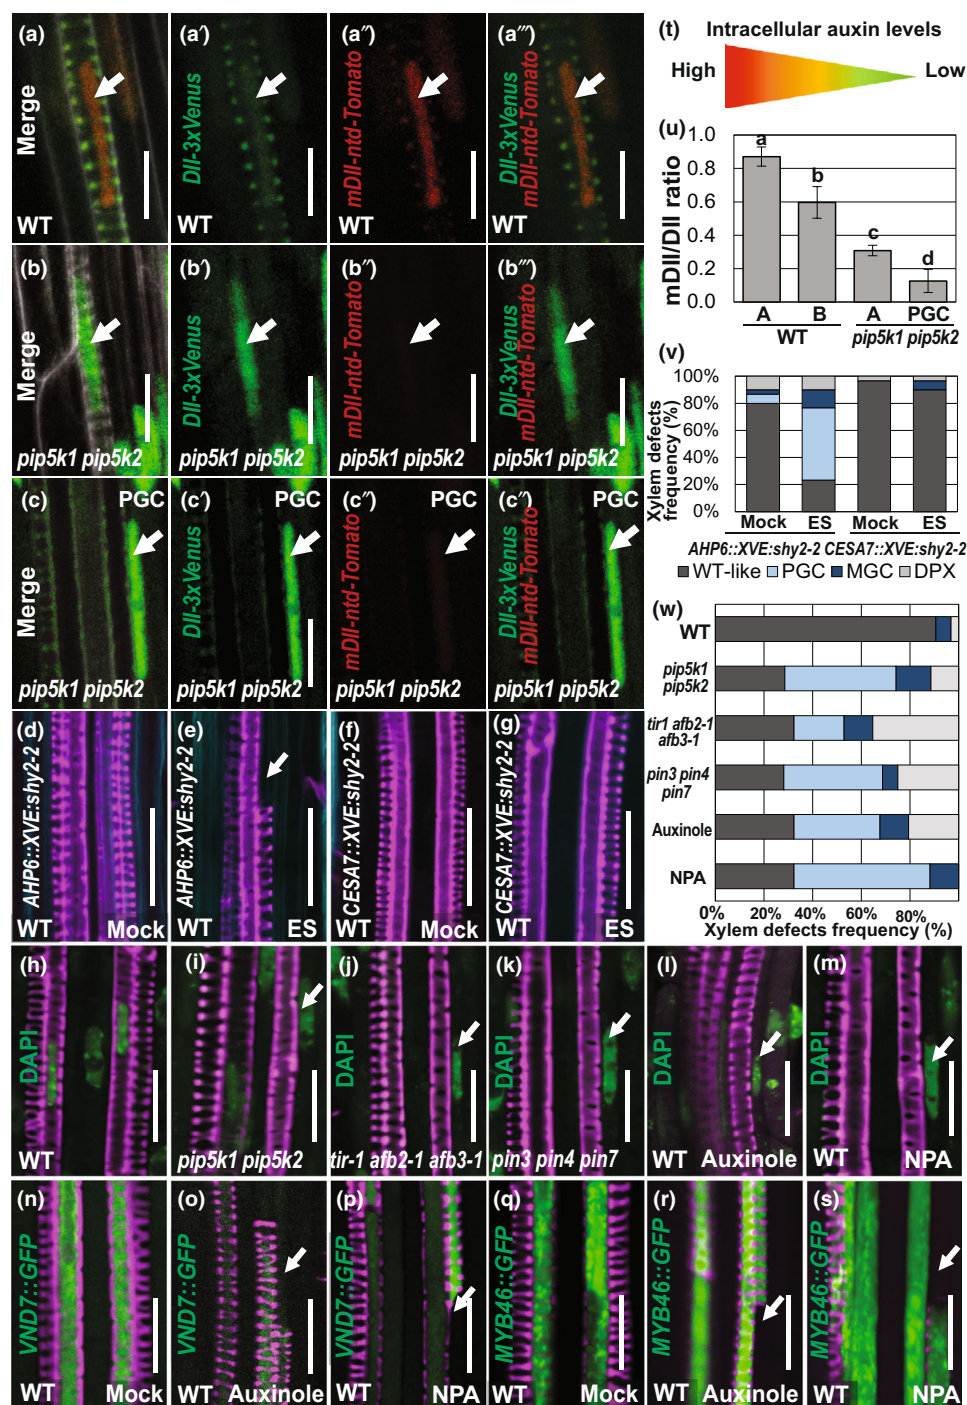 (a)
Merge
WT
(a′)
DII-3xVenus
WT
(a″)
mDII-ntd-Tomato
WT
(a‴)
DII-3xVenus
mDII-ntd-Tomato
WT
(b)
Merge
pip5k1 pip5k2
(b′)
DII-3xVenus
pip5k1 pip5k2
(b″)
mDII-ntd-Tomato
pip5k1 pip5k2
(b‴)
DII-3xVenus
mDII-ntd-Tomato
pip5k1 pip5k2
(c)
PGC
Merge
pip5k1 pip5k2
(c′)
PGC
DII-3xVenus
pip5k1 pip5k2
(c″)
PGC
mDII-ntd-Tomato
pip5k1 pip5k2
(c″)
PGC
DII-3xVenus
mDII-ntd-Tomato
pip5k1 pip5k2
(d)
AHP6::XVE:shy2-2
WT Mock
(e)
AHP6::XVE:shy2-2
WT ES
(f)
CESA7::XVE:shy2-2
WT Mock
(g)
CESA7::XVE:shy2-2
WT ES
(h)
DAPI
WT
(i)
pip5k1 pip5k2
(j)
DAPI
tir-1 afb2-1 afb3-1
(k)
DAPI
pin3 pin4 pin7
(l)
DAPI
WT Auxinole
(m)
DAPI
WT NPA
(n)
VND7::GFP
WT Mock
(o)
VND7::GFP
WT Auxinole
(p)
VND7::GFP
WT NPA
(q)
MYB46::GFP
WT Mock
(r)
MYB46::GFP
WT Auxinole
(s)
MYB46::GFP
WT NPA
(t)
Intracellular auxin levels
High Low
(u)
mDII/DII ratio
1.0
0.8
0.6
0.4
0.2
0.0
a
b
c
d
A B A PGC
WT pip5k1 pip5k2
(v)
Xylem defects
frequency (%)
100%
80%
60%
40%
20%
0%
Mock ES Mock ES
AHP6::XVE:shy2-2 CESA7::XVE:shy2-2
WT-like PGC MGC DPX
(w)
WT
pip5k1
pip5k2
tir1 afb2-1
afb3-1
pin3 pin4
pin7
Auxinole
NPA
0% 20% 40% 60% 80%
Xylem defects frequency (%)